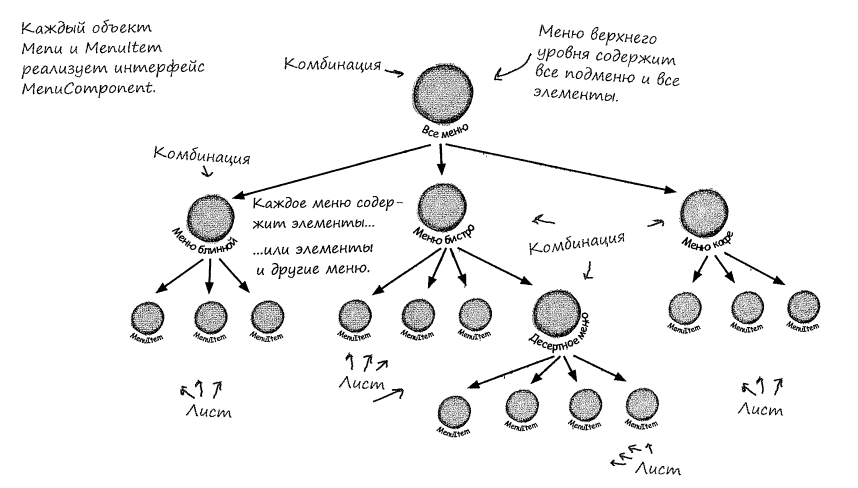 Каждый объект
Menu и MenuItem
реализует интерфейс
MenuComponent.
Комбинация
Меню верхнего
уровня содержит
все подменю и все
элементы.
Все меню
Комбинация
Меню блинной
Каждое меню содер-
жит элементы...
...или элементы
и другие меню.
Меню бистро
Комбинация
Меню кафе
MenuItem
MenuItem
MenuItem
MenuItem
MenuItem
MenuItem
Десертное меню
MenuItem
MenuItem
MenuItem
Лист
Лист
MenuItem
MenuItem
MenuItem
MenuItem
Лист
Лист